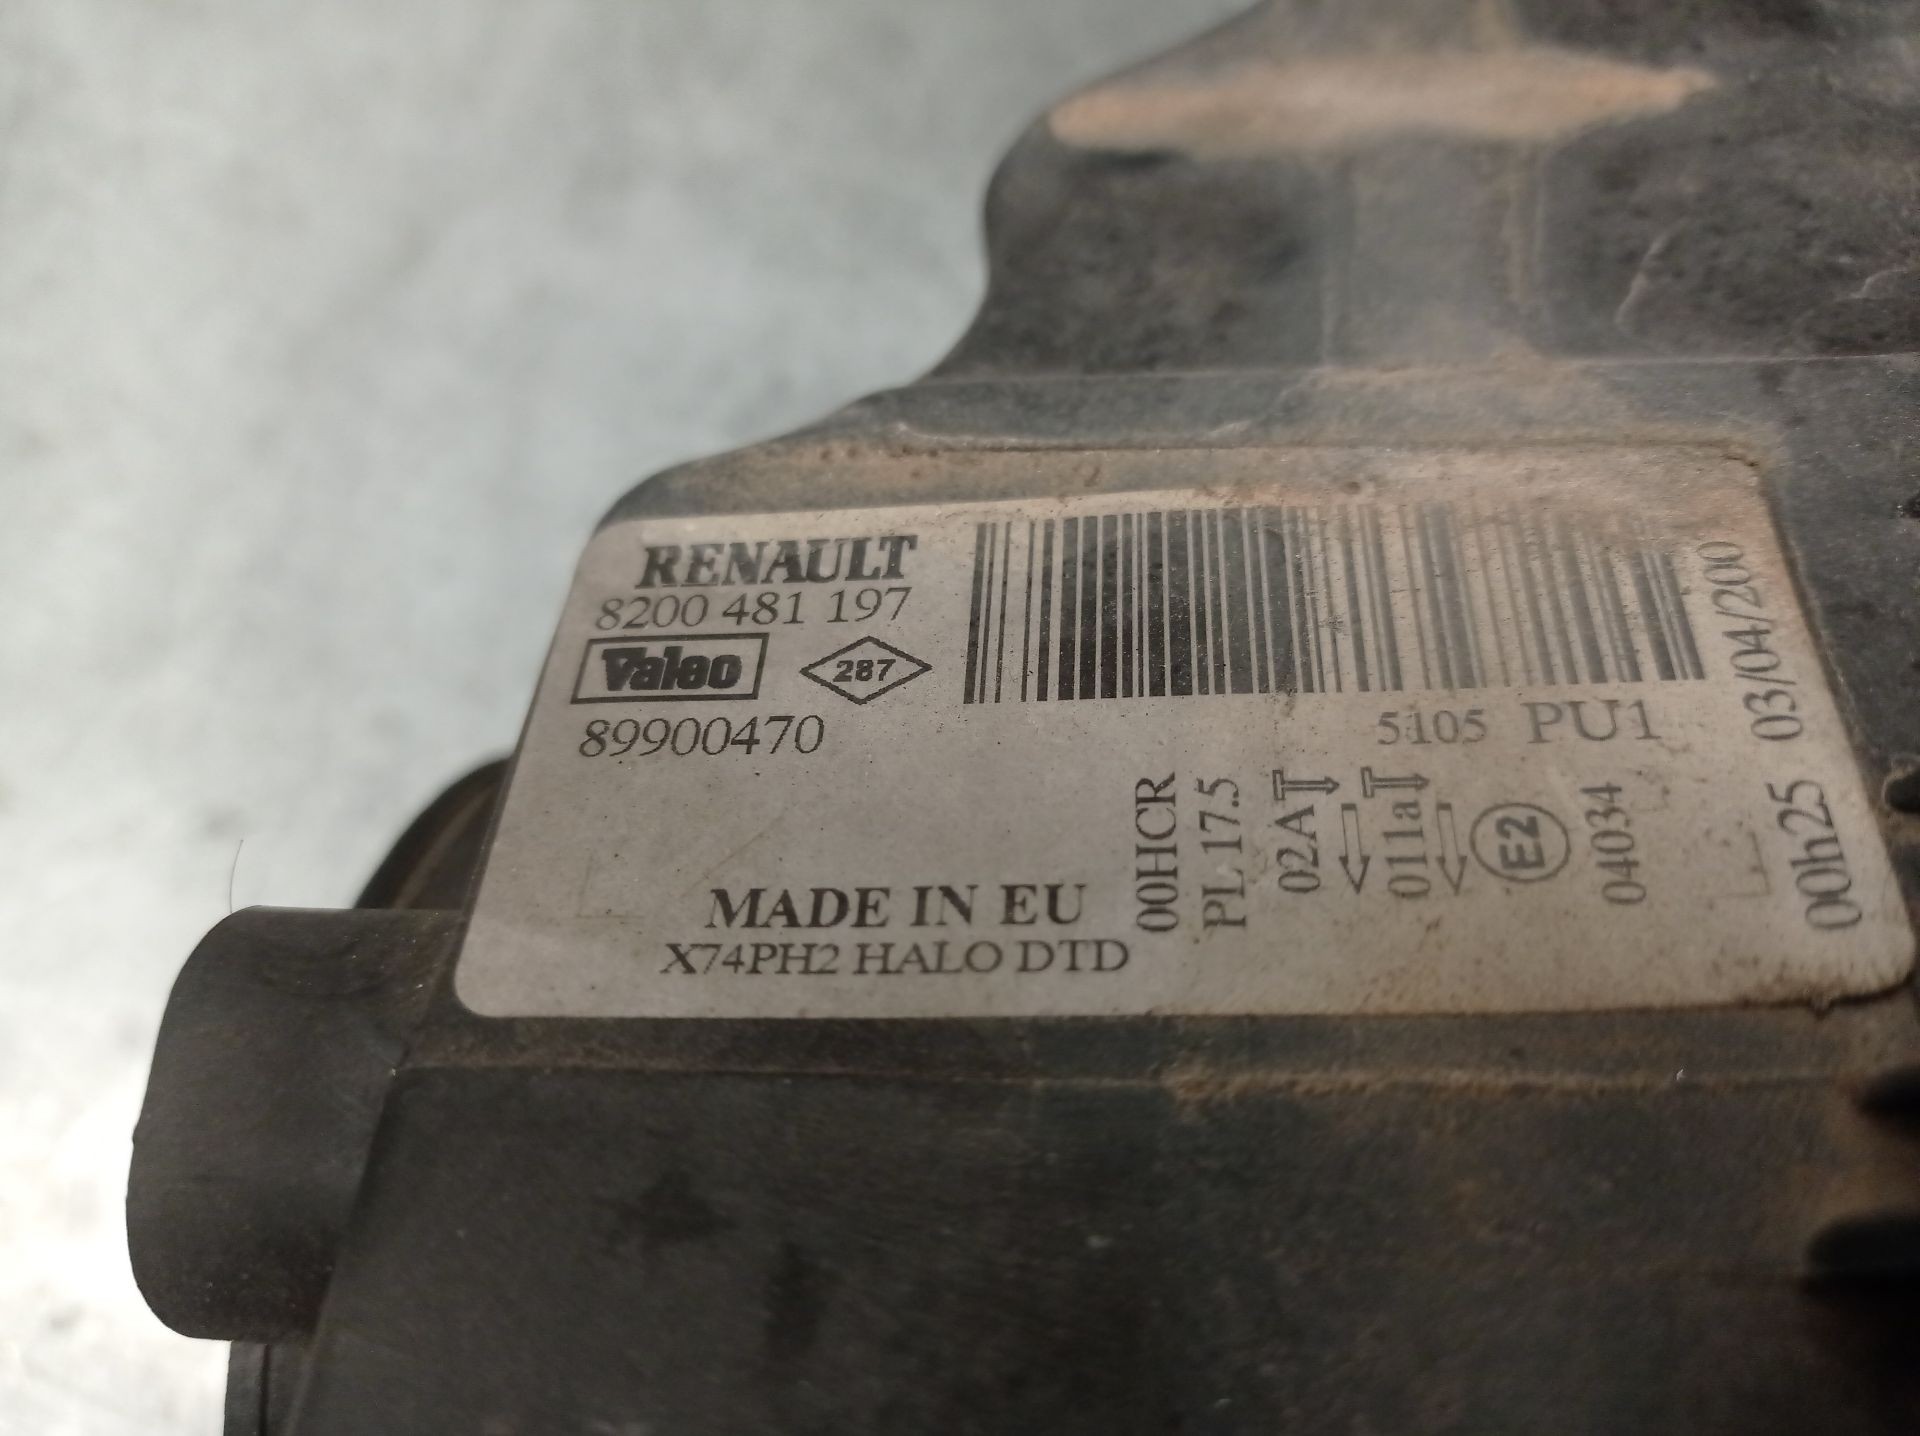 RENAULT
8200 481 197
Valeo
287
89900470
5105 PU1
MADE IN EU
X74PH2 HALO DTD
00HCR
PL 17.5
02A
011a
E2
04034
00h25 03/04/200